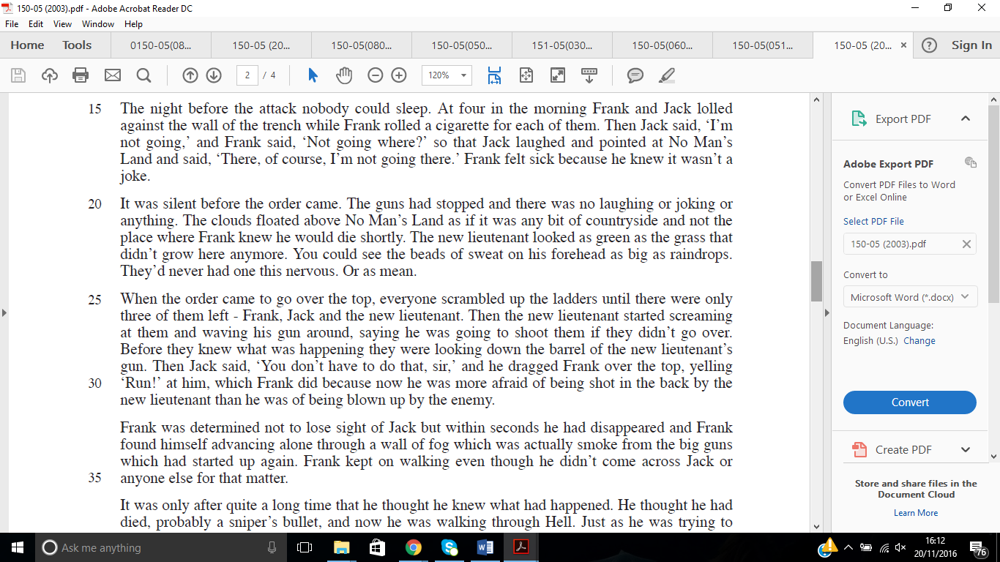 150-05 (2003).pdf - Adobe Acrobat Reader DC
File Edit View Window Help
Home Tools 0150-05(08... 150-05 (20... 150-05(080... 150-05(050... 151-05(030... 150-05(060... 150-05(051... 150-05 (20... × ? Sign In
2 / 4 120%
15 The night before the attack nobody could sleep. At four in the morning Frank and Jack lolled
against the wall of the trench while Frank rolled a cigarette for each of them. Then Jack said, ‘I’m
not going,’ and Frank said, ‘Not going where?’ so that Jack laughed and pointed at No Man’s
Land and said, ‘There, of course, I’m not going there.’ Frank felt sick because he knew it wasn’t a
joke.
20 It was silent before the order came. The guns had stopped and there was no laughing or joking or
anything. The clouds floated above No Man’s Land as if it was any bit of countryside and not the
place where Frank knew he would die shortly. The new lieutenant looked as green as the grass that
didn’t grow here anymore. You could see the beads of sweat on his forehead as big as raindrops.
They’d never had one this nervous. Or as mean.
25 When the order came to go over the top, everyone scrambled up the ladders until there were only
three of them left - Frank, Jack and the new lieutenant. Then the new lieutenant started screaming
at them and waving his gun around, saying he was going to shoot them if they didn’t go over.
Before they knew what was happening they were looking down the barrel of the new lieutenant’s
gun. Then Jack said, ‘You don’t have to do that, sir,’ and he dragged Frank over the top, yelling
30 ‘Run!’ at him, which Frank did because now he was more afraid of being shot in the back by the
new lieutenant than he was of being blown up by the enemy.
Frank was determined not to lose sight of Jack but within seconds he had disappeared and Frank
found himself advancing alone through a wall of fog which was actually smoke from the big guns
which had started up again. Frank kept on walking even though he didn’t come across Jack or
35 anyone else for that matter.
It was only after quite a long time that he thought he knew what had happened. He thought he had
died, probably a sniper’s bullet, and now he was walking through Hell. Just as he was trying to
Export PDF
Adobe Export PDF
Convert PDF Files to Word
or Excel Online
Select PDF File
150-05 (2003).pdf
Convert to
Microsoft Word (*.docx)
Document Language:
English (U.S.) Change
Convert
Create PDF
Store and share files in the
Document Cloud
Learn More
Ask me anything
16:12
20/11/2016
76